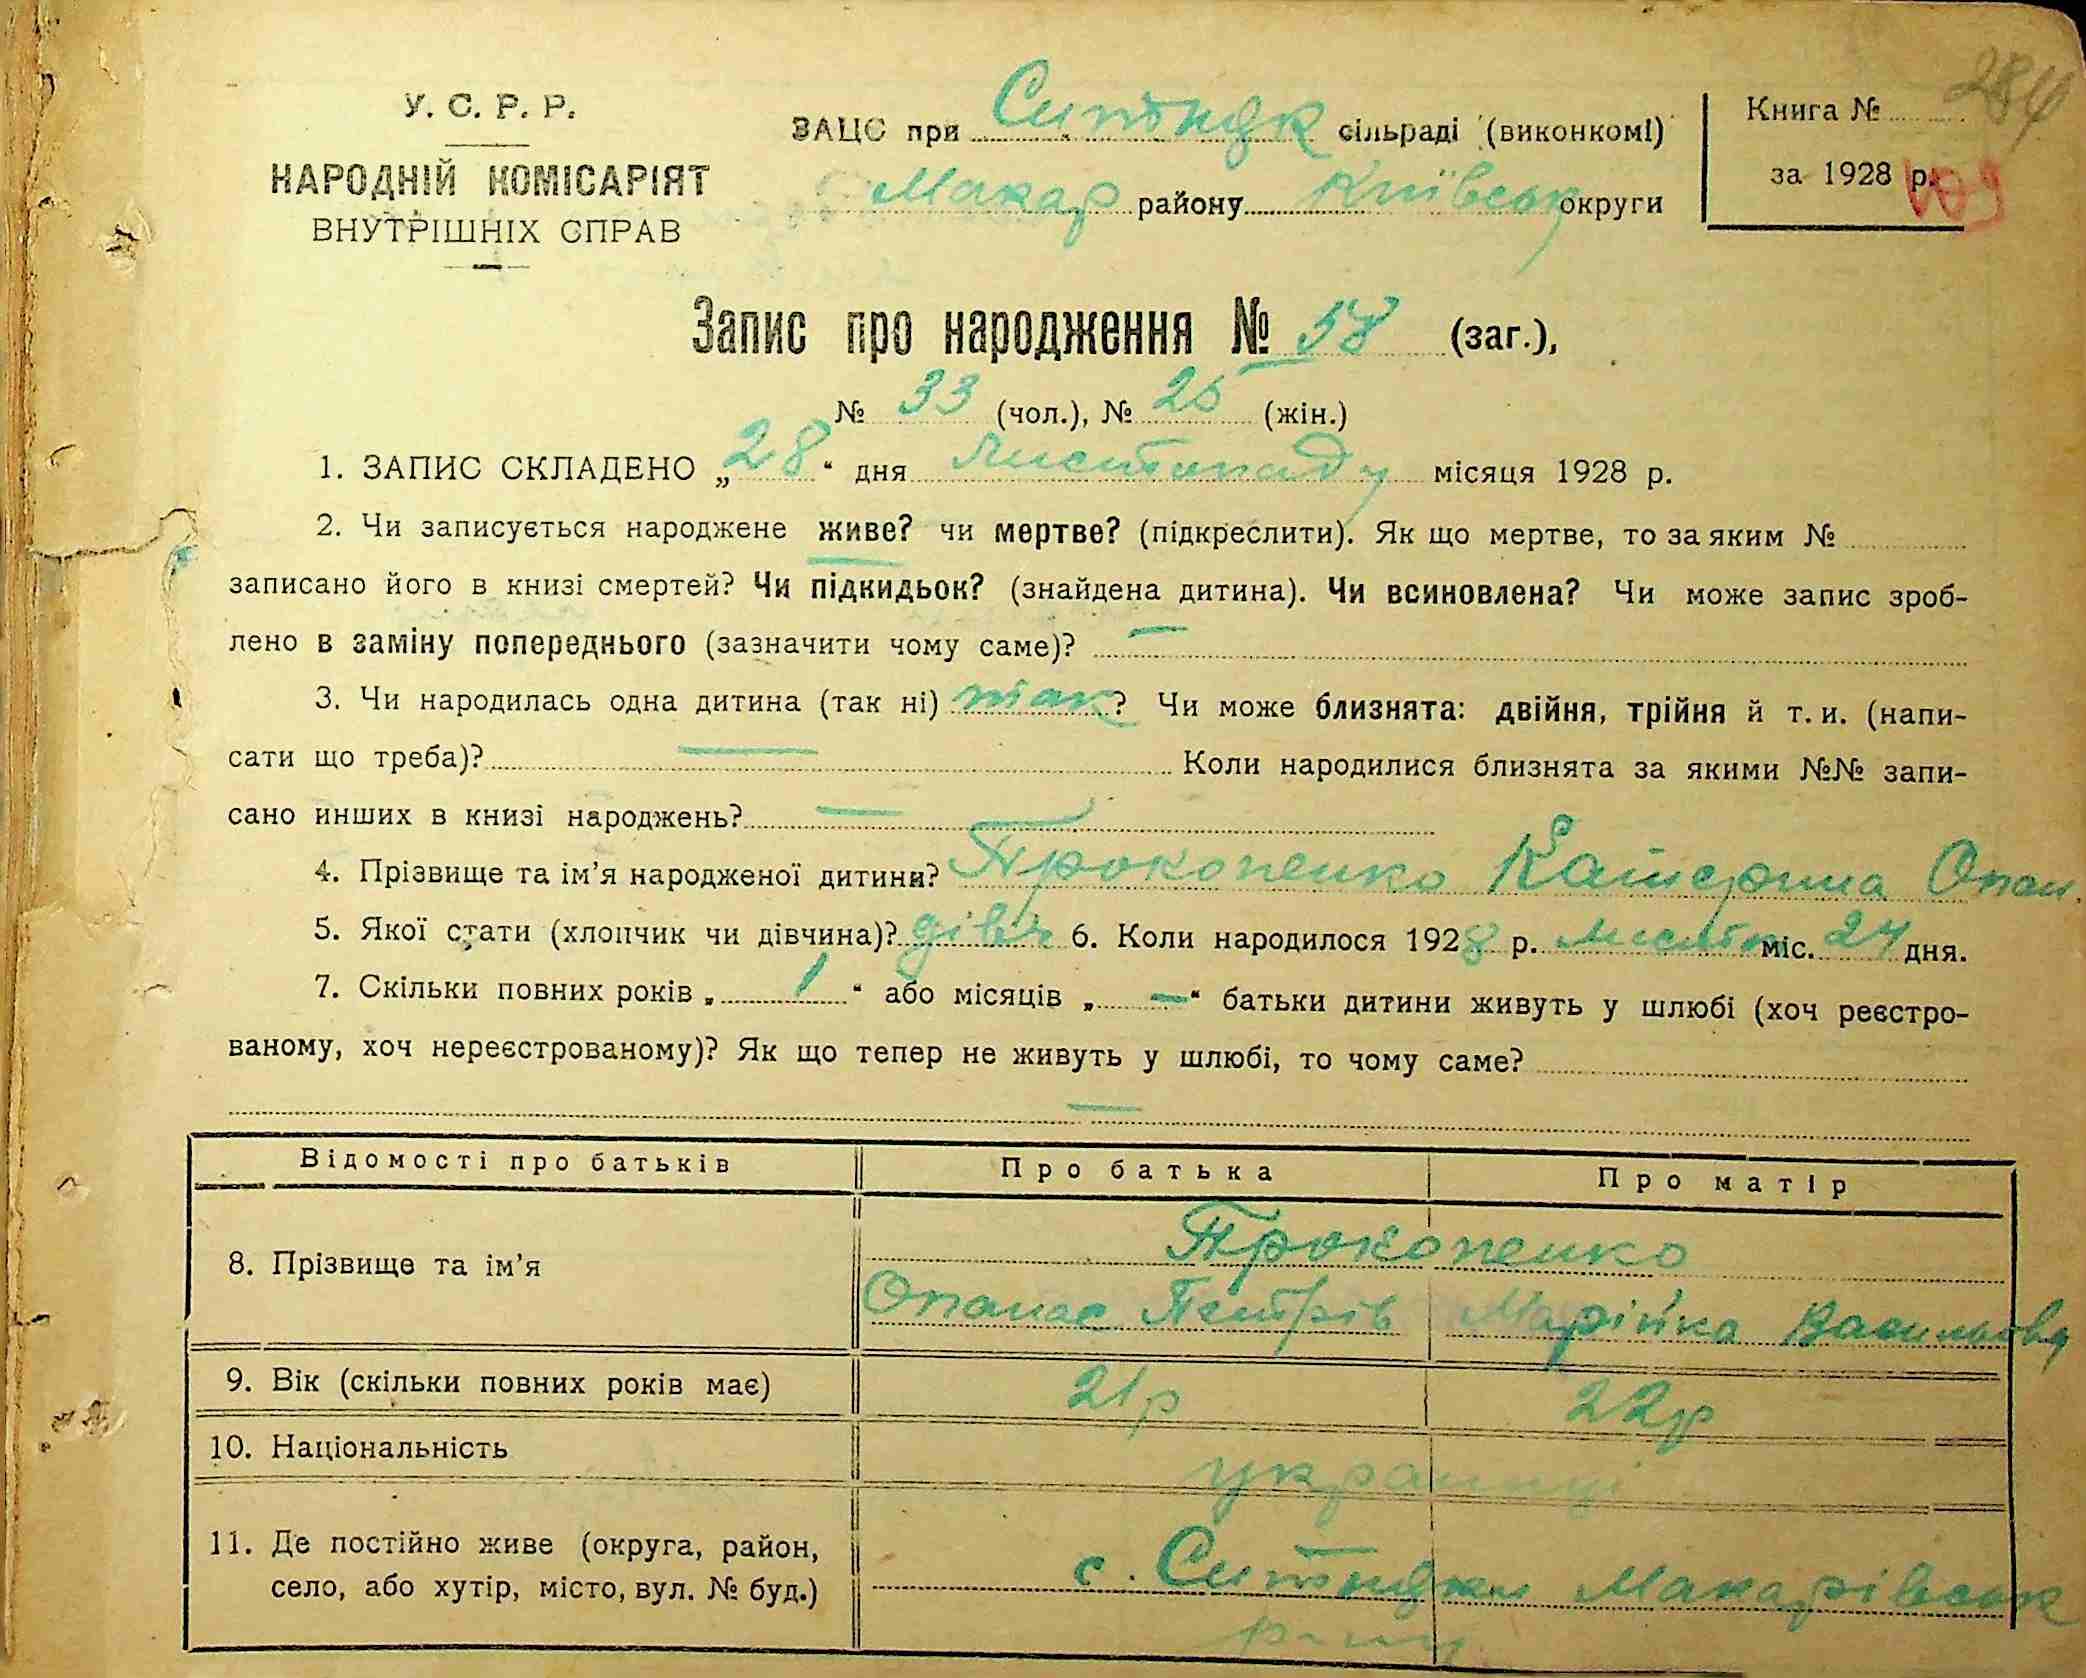 284
У. С. Р. Р.
НАРОДНІЙ КОМІСАРІЯТ
ВНУТРІШНІХ СПРАВ
ЗАЦС при Ситняк сільраді (виконкомі)
Макар району Київськ округи
Книга №
за 1928 р. 109
Запис про народження № 58 (заг.),
№ 33 (чол.), № 25 (жін.)
1. ЗАПИС СКЛАДЕНО „28“ дня Листопаду місяця 1928 р.
2. Чи записується народжене живе? чи мертве? (підкреслити). Як що мертве, то за яким №
записано його в книзі смертей? Чи підкидьок? (знайдена дитина). Чи всиновлена? Чи може запис зроб-
лено в заміну попереднього (зазначити чому саме)? —
3. Чи народилась одна дитина (так ні) так? Чи може близнята: двійня, трійня й т. и. (напи-
сати що треба)? — Коли народилися близнята за якими №№ запи-
сано инших в книзі народжень? —
4. Прізвище та ім’я народженої дитини? Прокопенко Катерина Опан.
5. Якої стати (хлопчик чи дівчина)? дівч 6. Коли народилося 1928 р. Листоп міс. 24 дня.
7. Скільки повних років „ 1 “ або місяців „ — “ батьки дитини живуть у шлюбі (хоч реєстро-
ваному, хоч нереєстрованому)? Як що тепер не живуть у шлюбі, то чому саме?
—
Відомості про батьків Про батька Про матір
8. Прізвище та ім’я Прокопенко
Опанас Петрів Марійка Васильова
9. Вік (скільки повних років має) 21р 22р
10. Національність українці
11. Де постійно живе (округа, район,
село, або хутір, місто, вул. № буд.) с. Ситняки Макарівськ
р-ну